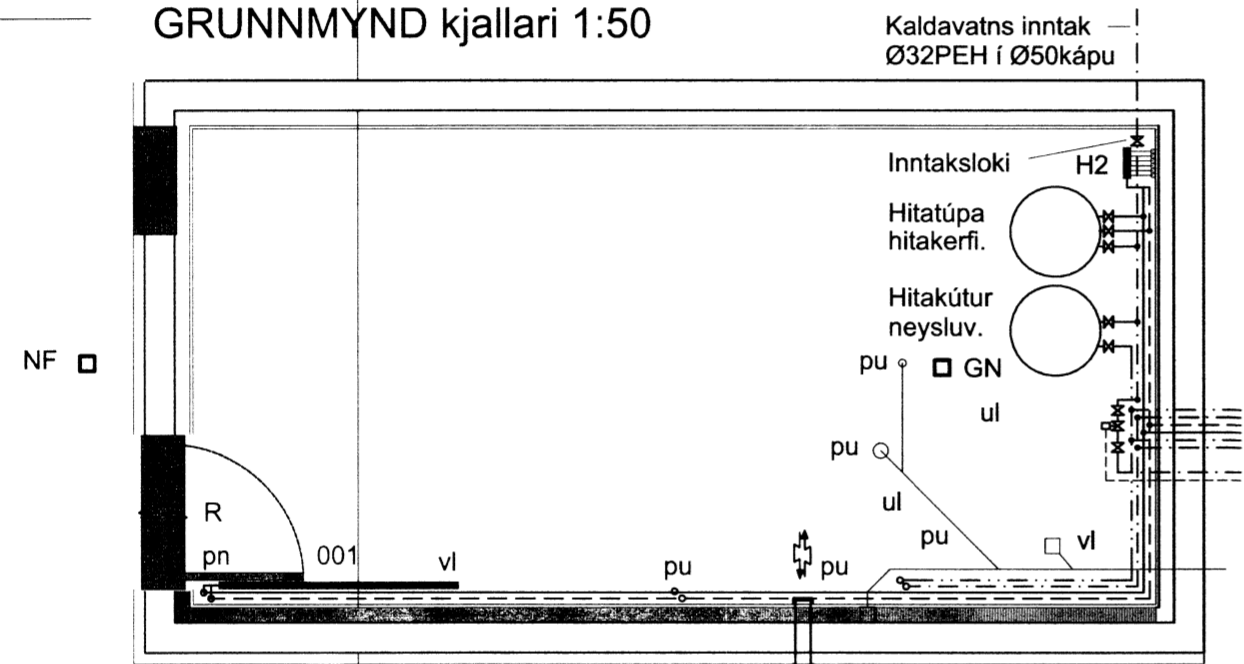 GRUNNMYND kjallari 1:50
Kaldavatns inntak
Ø32PEH í Ø50kápu
Inntaksloki
H2
Hitatúpa
hitakerfi.
Hitakútur
neysluv.
NF
pu
GN
ul
pu
ul
R
pu
vl
pn
001
vl
pu
pu